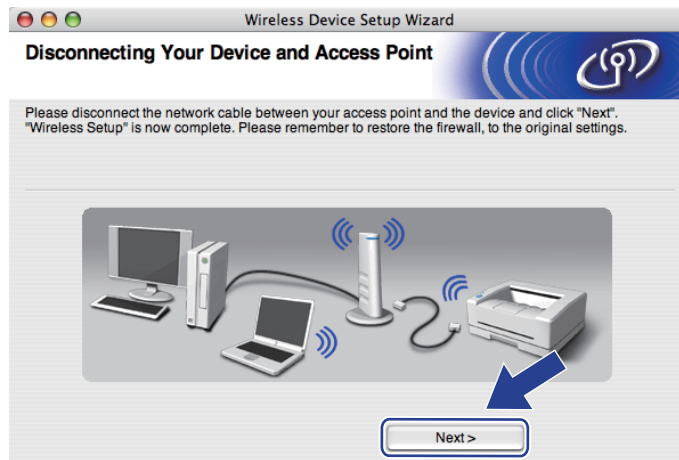 Wireless Device Setup Wizard
Disconnecting Your Device and Access Point
Please disconnect the network cable between your access point and the device and click "Next".
"Wireless Setup" is now complete. Please remember to restore the firewall, to the original settings.
Next >